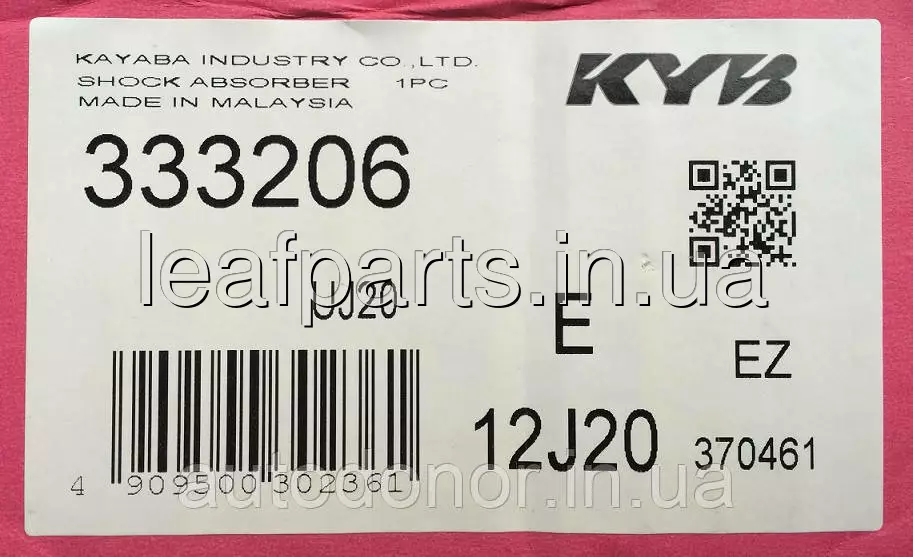 KAYABA INDUSTRY CO.,LTD.
SHOCK ABSORBER 1PC
MADE IN MALAYSIA
KYB
333206
leafparts.in.ua
E
EZ
12J20 370461
4 909500 302361
autodonor.in.ua